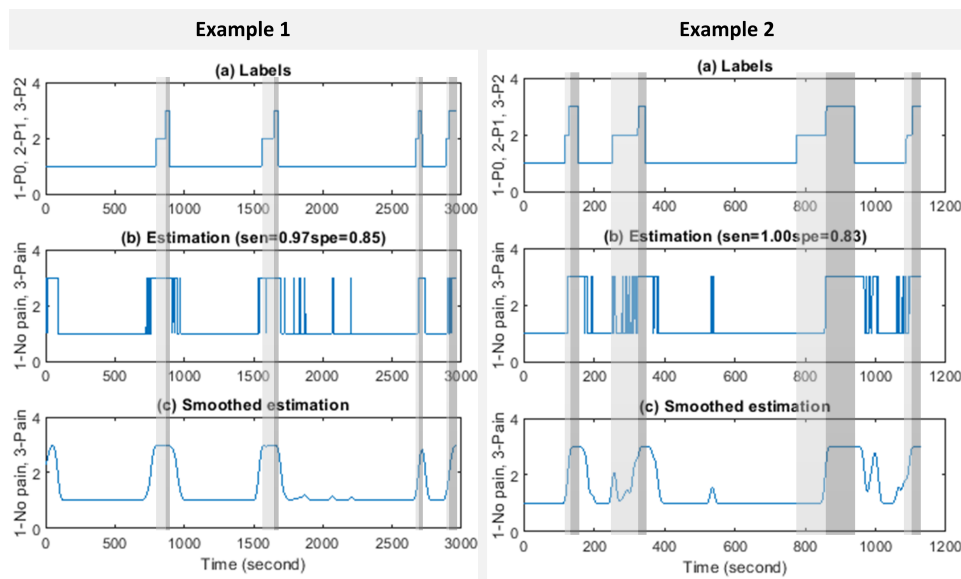 Example 1
(a) Labels
1-P0, 2-P1, 3-P2
4
2
0
0 500 1000 1500 2000 2500 3000
(b) Estimation (sen=0.97spe=0.85)
1-No pain, 3-Pain
4
2
0
0 500 1000 1500 2000 2500 3000
(c) Smoothed estimation
1-No pain, 3-Pain
4
2
0
0 500 1000 1500 2000 2500 3000
Time (second)
Example 2
(a) Labels
1-P0, 2-P1, 3-P2
4
2
0
0 200 400 600 800 1000 1200
(b) Estimation (sen=1.00spe=0.83)
1-No pain, 3-Pain
4
2
0
0 200 400 600 800 1000 1200
(c) Smoothed estimation
1-No pain, 3-Pain
4
2
0
0 200 400 600 800 1000 1200
Time (second)